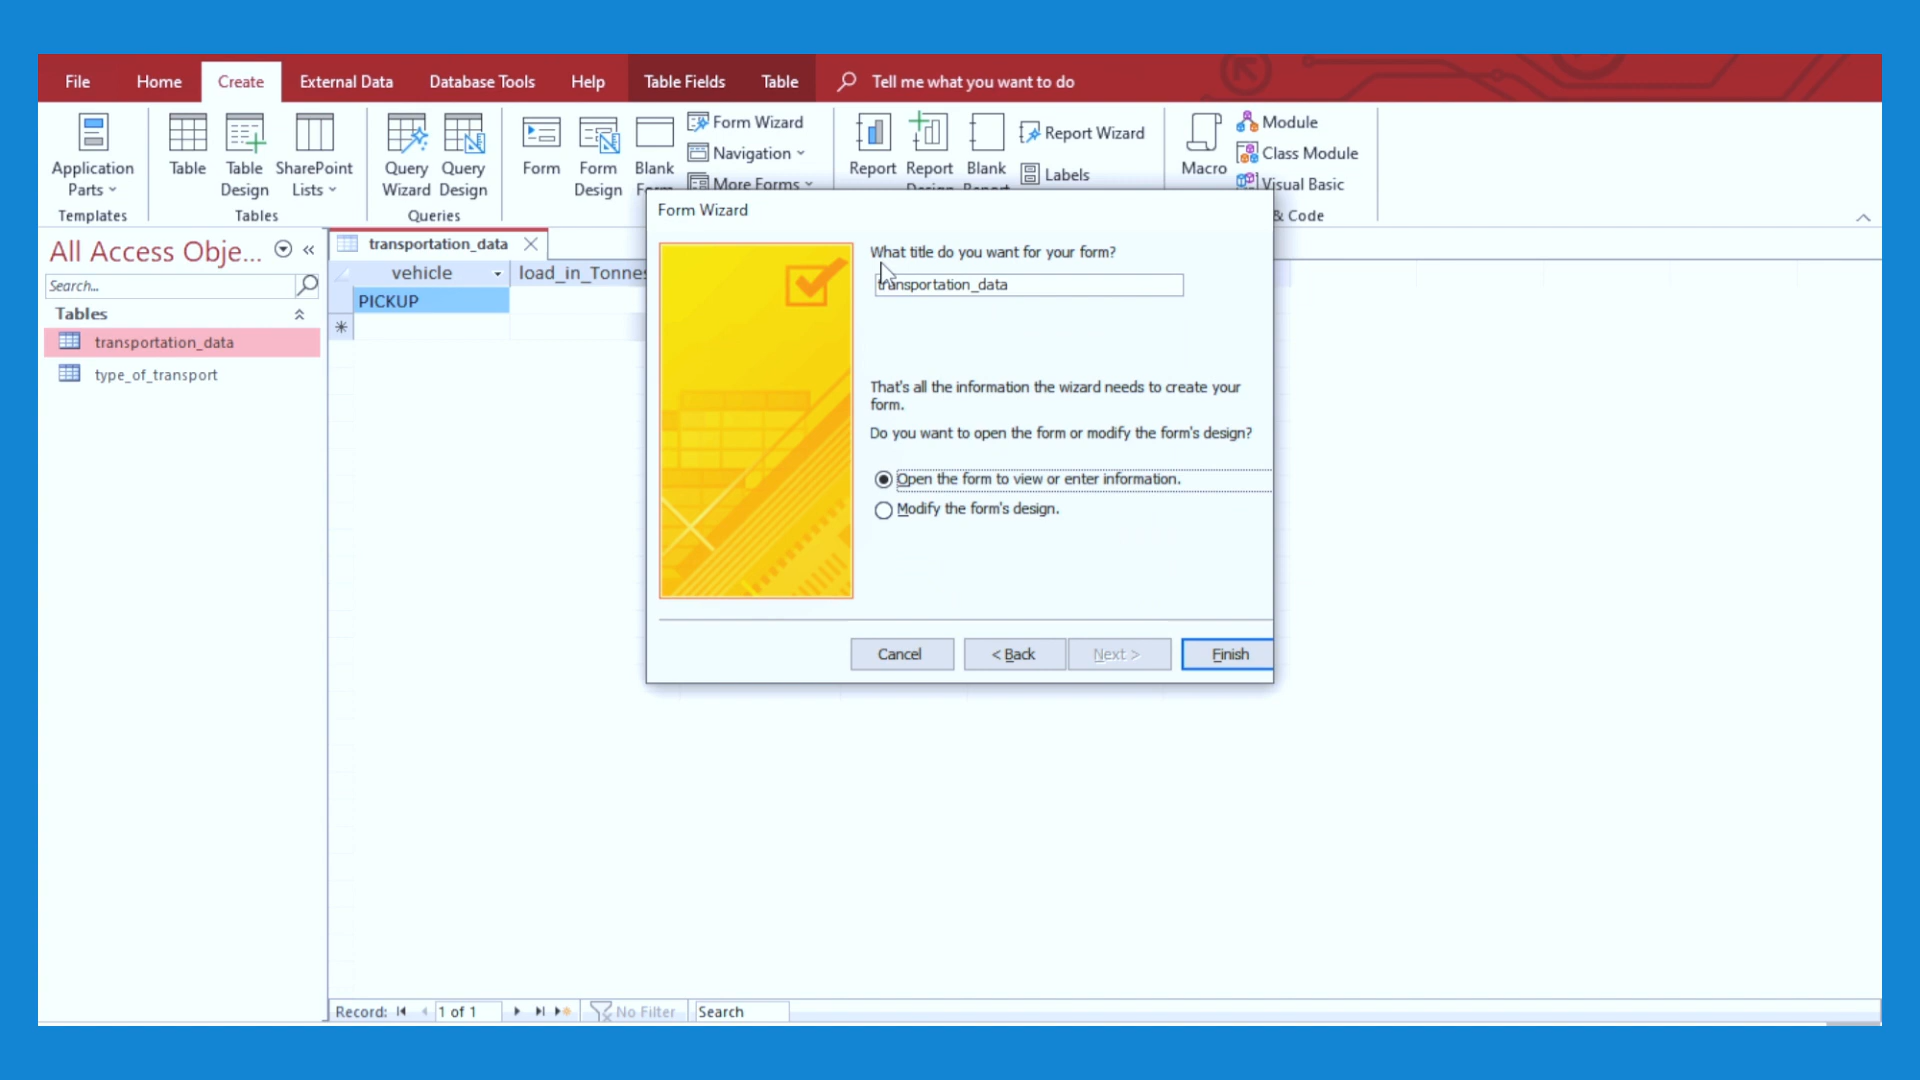 File Home Create External Data Database Tools Help Table Fields Table Tell me what you want to do
Application Parts
Templates
Table
Table Design
SharePoint Lists
Tables
Query Wizard
Query Design
Queries
Form
Form Design
Blank
Form Wizard
Navigation
More Forms
Report
Report
Blank
Report Wizard
Labels
Macro
Module
Class Module
Visual Basic
& Code
All Access Obje...
Search...
Tables
transportation_data
type_of_transport
transportation_data
vehicle load_in_Tonnes
PICKUP
Form Wizard
What title do you want for your form?
transportation_data
That's all the information the wizard needs to create your
form.
Do you want to open the form or modify the form's design?
Open the form to view or enter information.
Modify the form's design.
Cancel < Back Next > Finish
Record: 1 of 1 No Filter Search